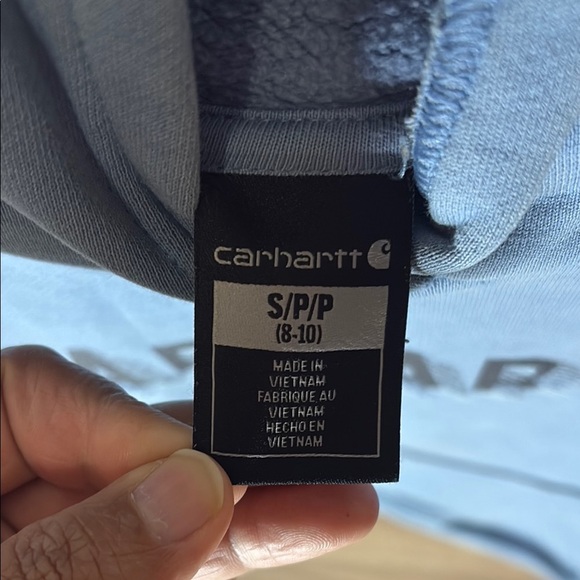 carhartt
S/P/P
(8-10)
MADE IN
VIETNAM
FABRIQUE AU
VIETNAM
HECHO EN
VIETNAM